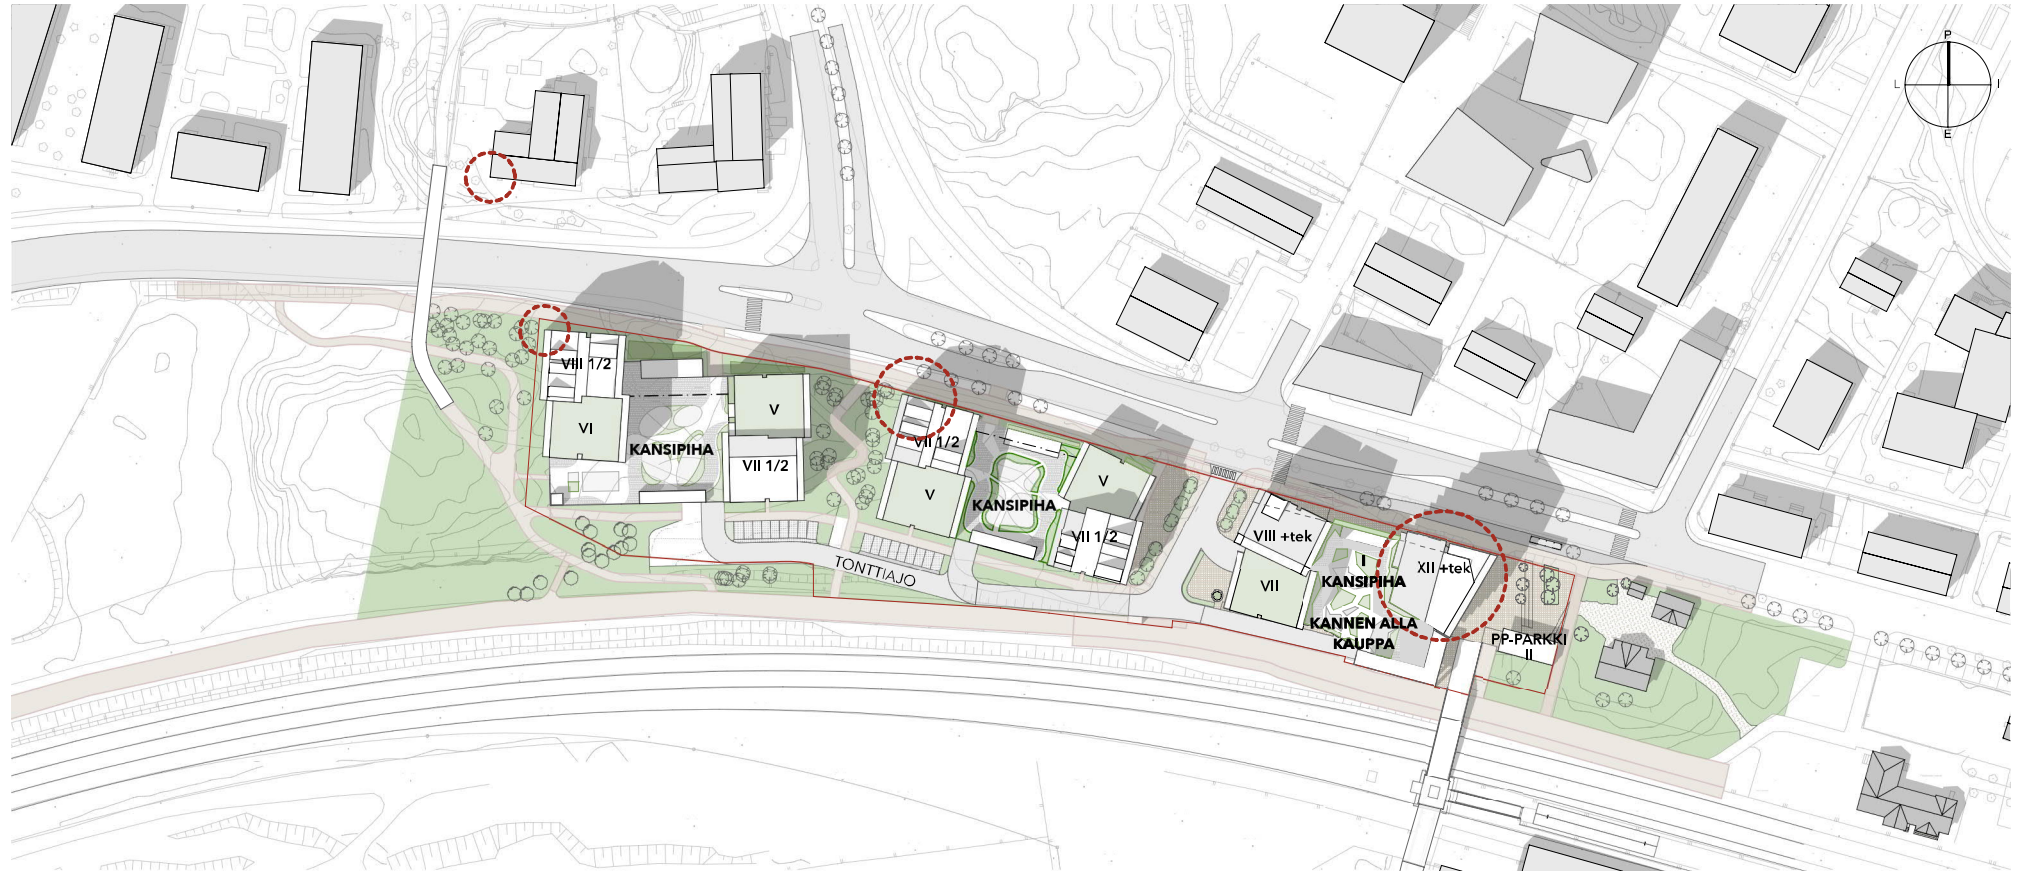 P
L
I
E
VIII 1/2
VI
KANSIPIHA
V
VII 1/2
VII 1/2
V
KANSIPIHA
V
VII 1/2
TONTTIAJO
VIII +tek
VII
I
KANSIPIHA
XII +tek
KANNEN ALLA
KAUPPA
PP-PARKKI
II